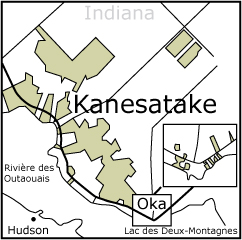 Indiana
Kanesatake
Rivière des
Outaouais
Oka
Hudson
Lac des Deux-Montagnes